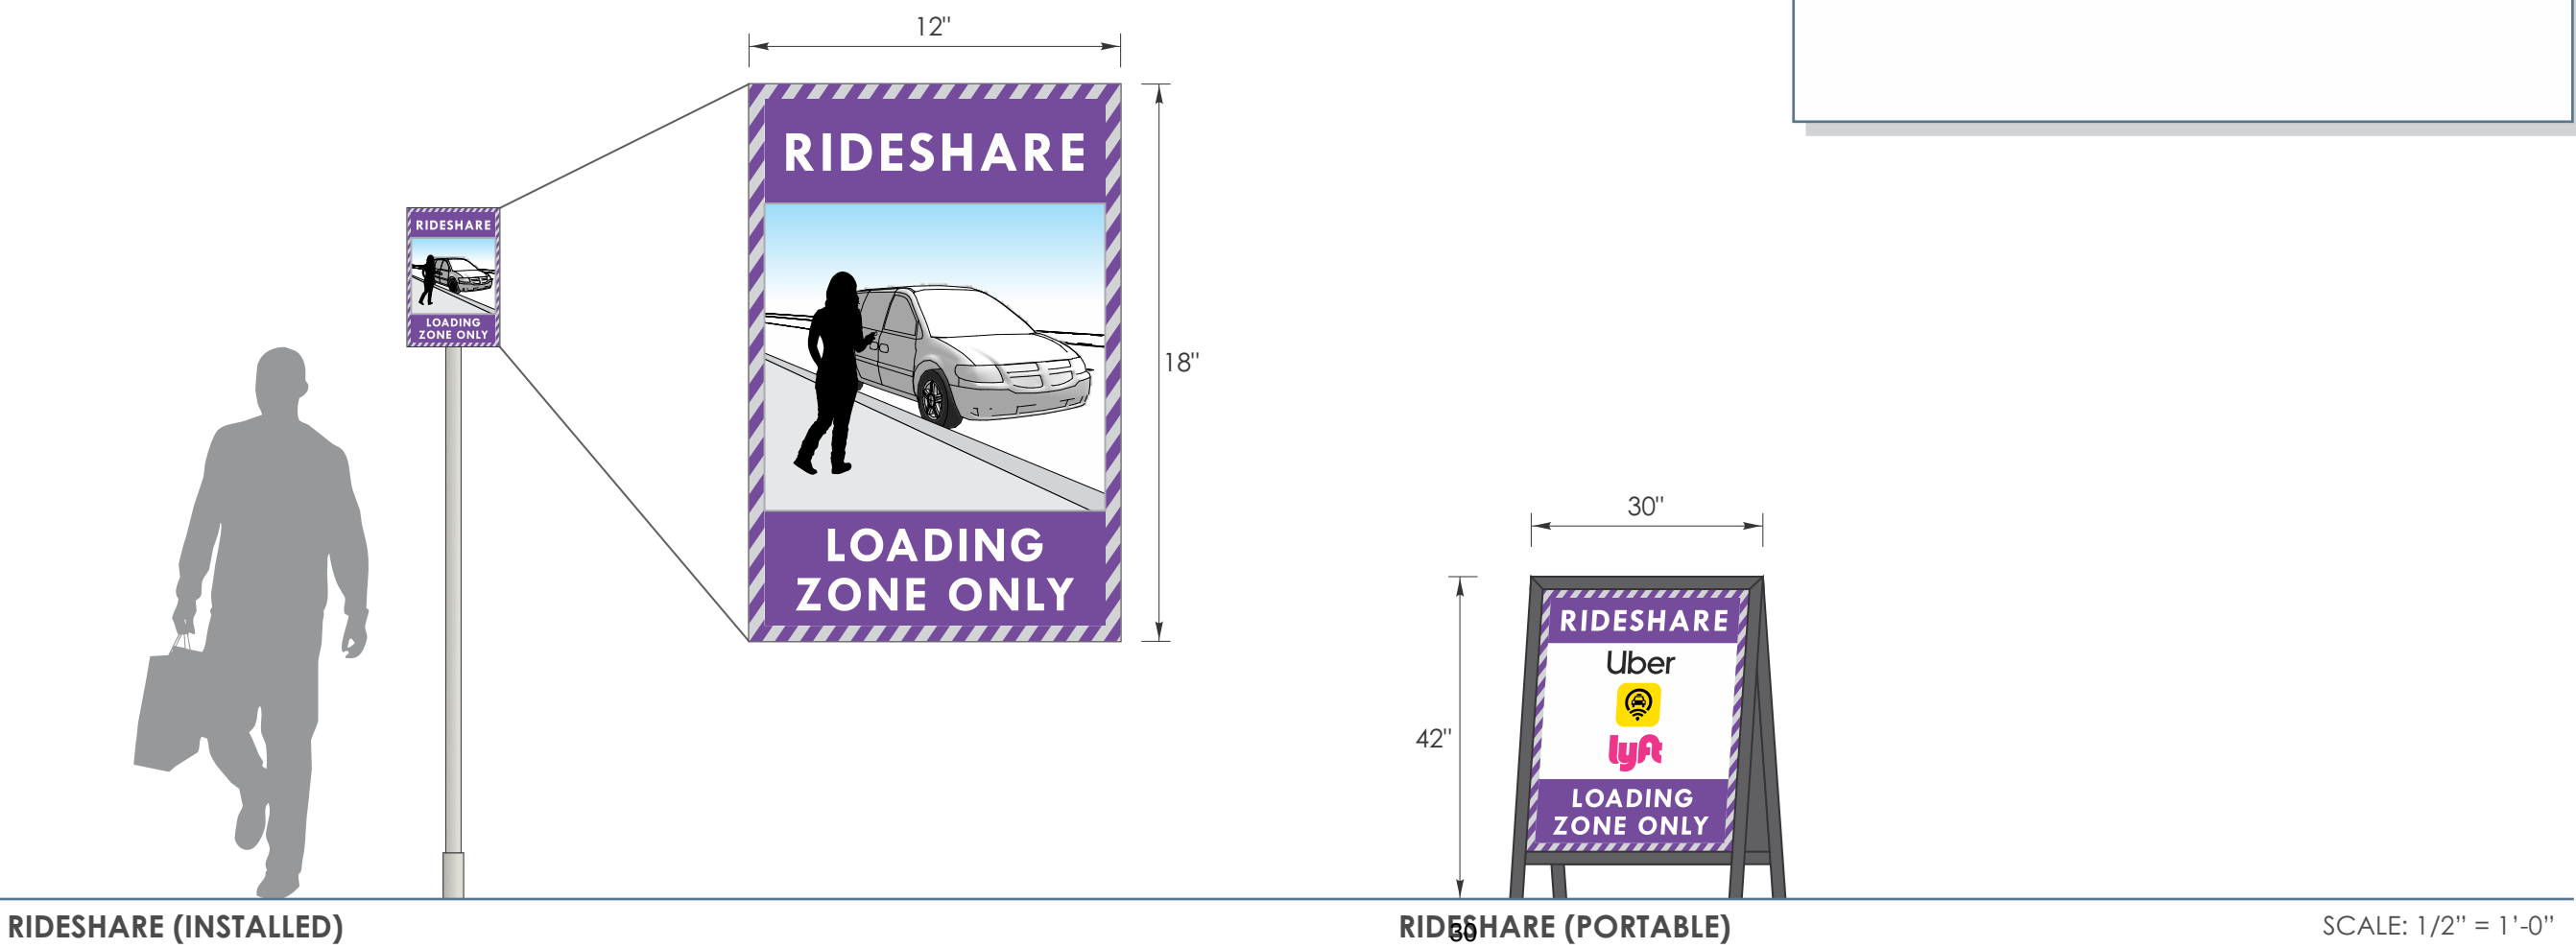 12"
RIDESHARE
LOADING
ZONE ONLY
18"
RIDESHARE
LOADING
ZONE ONLY
30"
42"
RIDESHARE
Uber
lyft
LOADING
ZONE ONLY
RIDESHARE (INSTALLED)
RIDESHARE (PORTABLE)
30
SCALE: 1/2” = 1’-0”